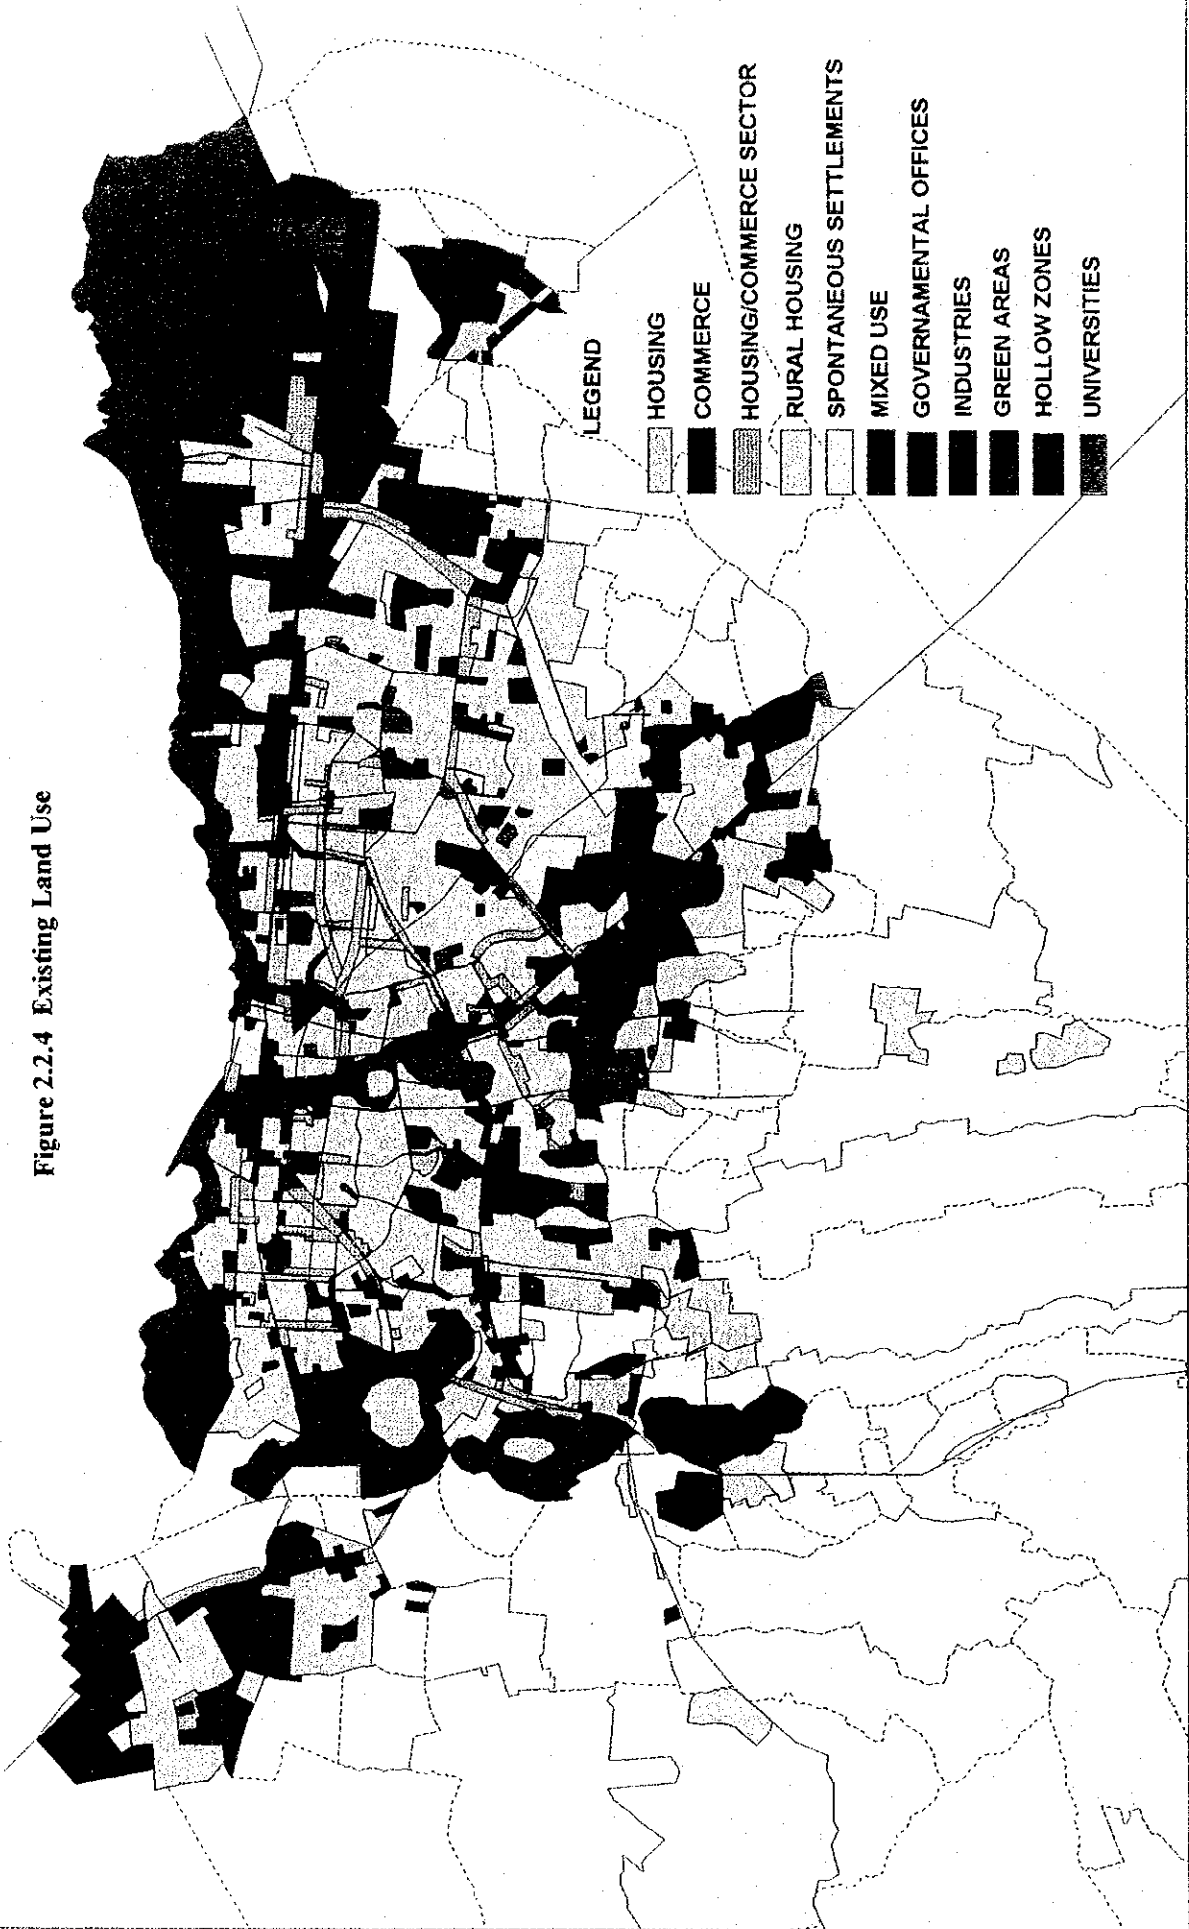 Figure 2.2.4 Existing Land Use
LEGEND
HOUSING
COMMERCE
HOUSING/COMMERCE SECTOR
RURAL HOUSING
SPONTANEOUS SETTLEMENTS
MIXED USE
GOVERNAMENTAL OFFICES
INDUSTRIES
GREEN AREAS
HOLLOW ZONES
UNIVERSITIES